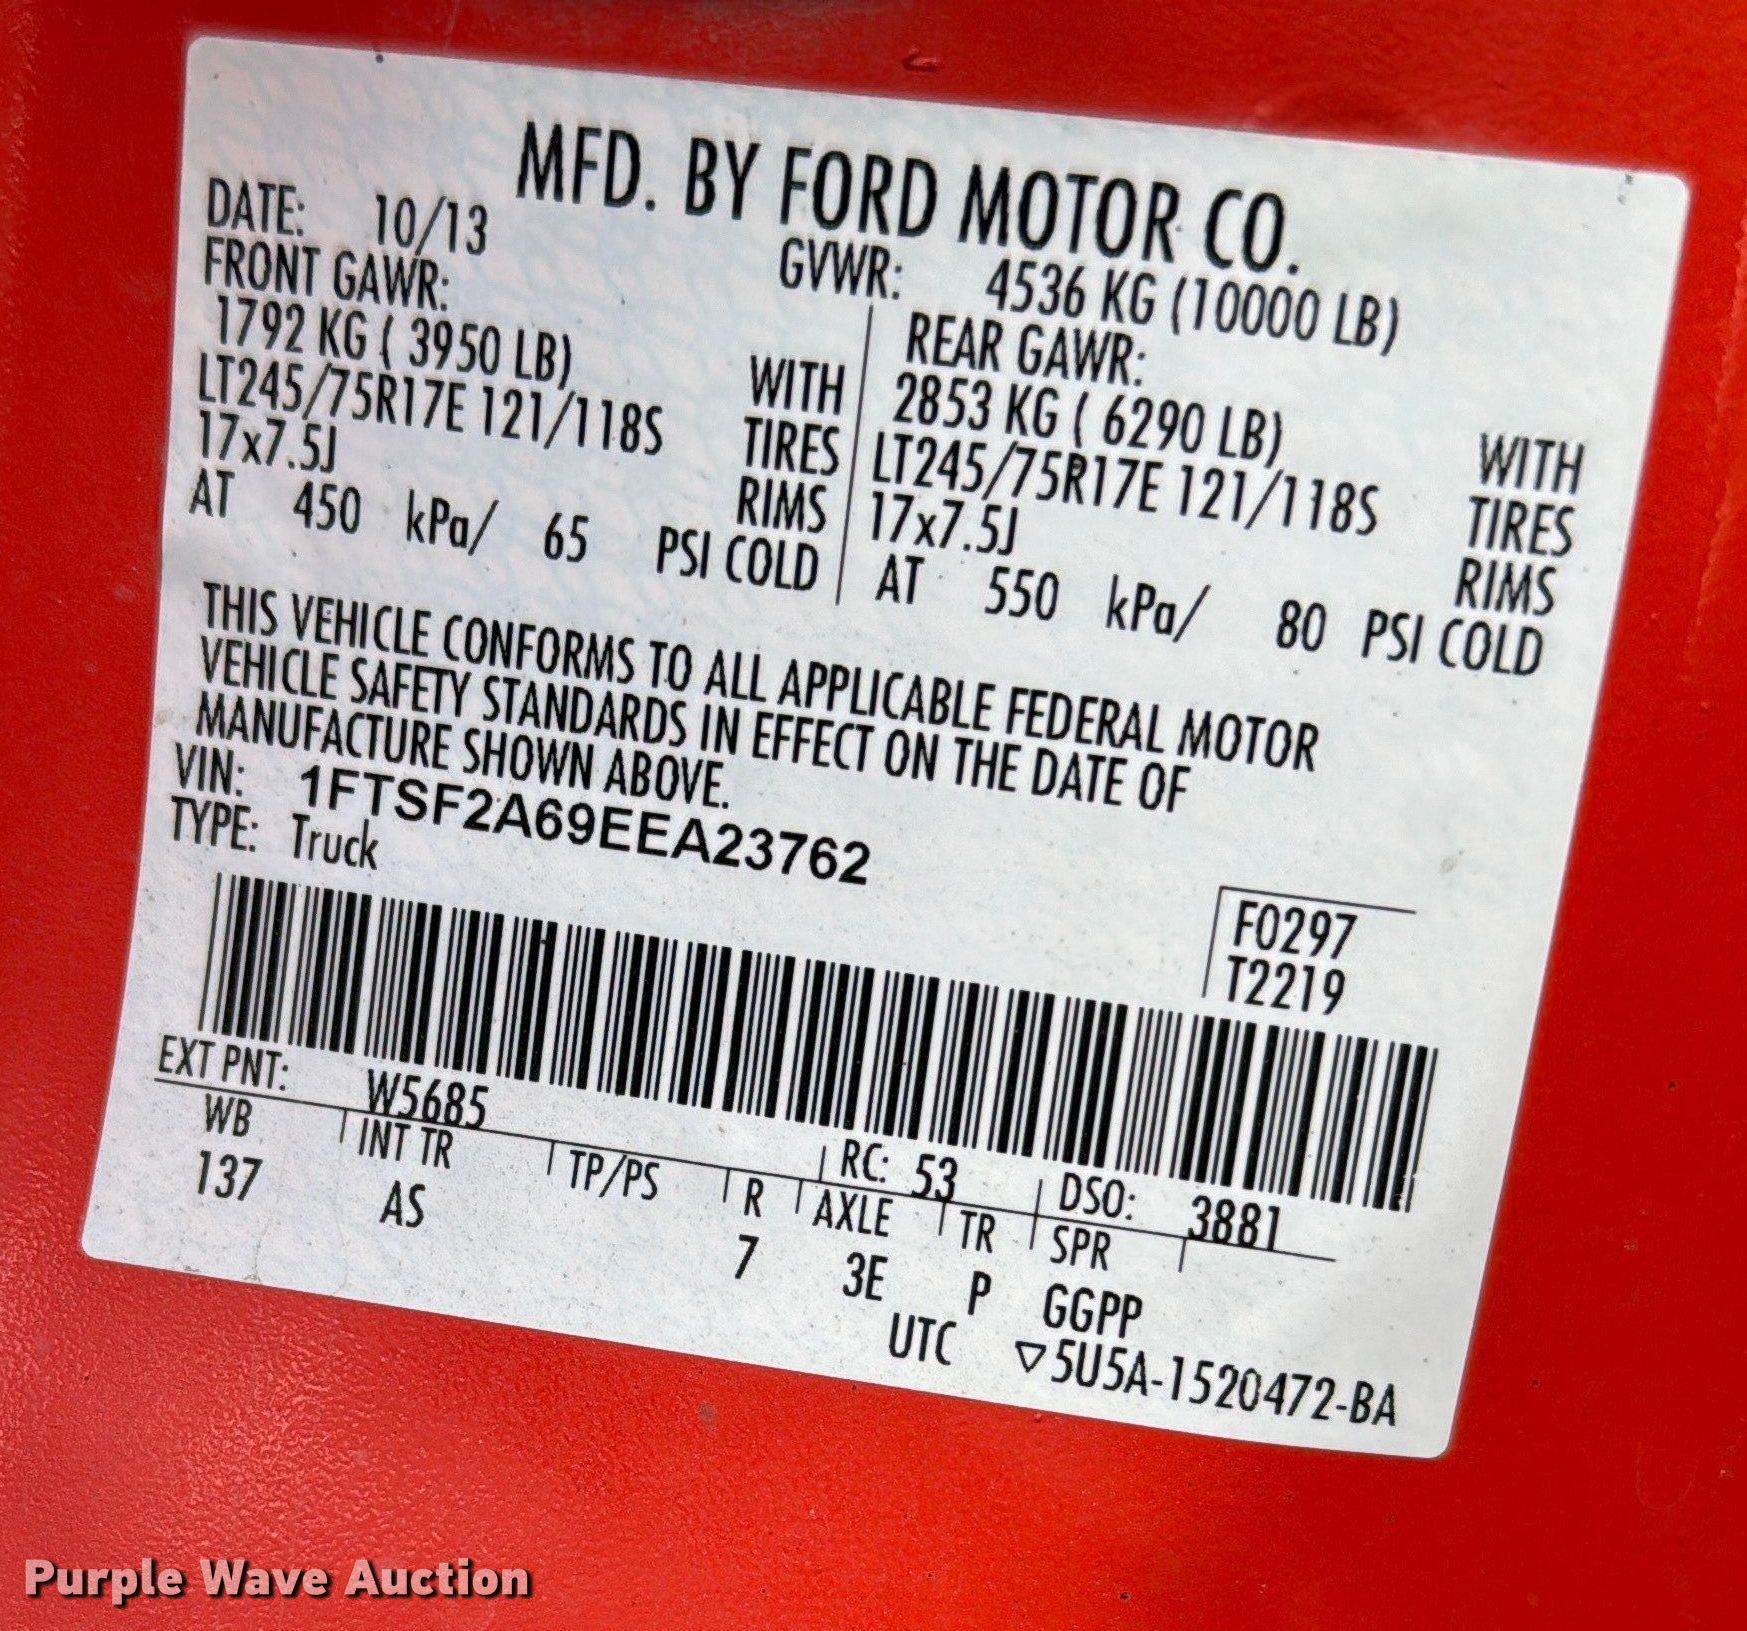 MFD. BY FORD MOTOR CO.
DATE: 10/13 GVWR: 4536 KG (10000 LB)
FRONT GAWR: REAR GAWR:
1792 KG ( 3950 LB) WITH 2853 KG ( 6290 LB) WITH
LT245/75R17E 121/118S TIRES LT245/75R17E 121/118S TIRES
17x7.5J RIMS 17x7.5J RIMS
AT 450 kPa/ 65 PSI COLD AT 550 kPa/ 80 PSI COLD
THIS VEHICLE CONFORMS TO ALL APPLICABLE FEDERAL MOTOR
VEHICLE SAFETY STANDARDS IN EFFECT ON THE DATE OF
MANUFACTURE SHOWN ABOVE.
VIN: 1FTSF2A69EEA23762
TYPE: Truck
F0297
T2219
EXT PNT: W5685 RC: 53 DSO: 3881
WB INT TR TP/PS R AXLE TR SPR
137 AS 7 3E P GGPP
UTC ▽5U5A-1520472-BA
Purple Wave Auction